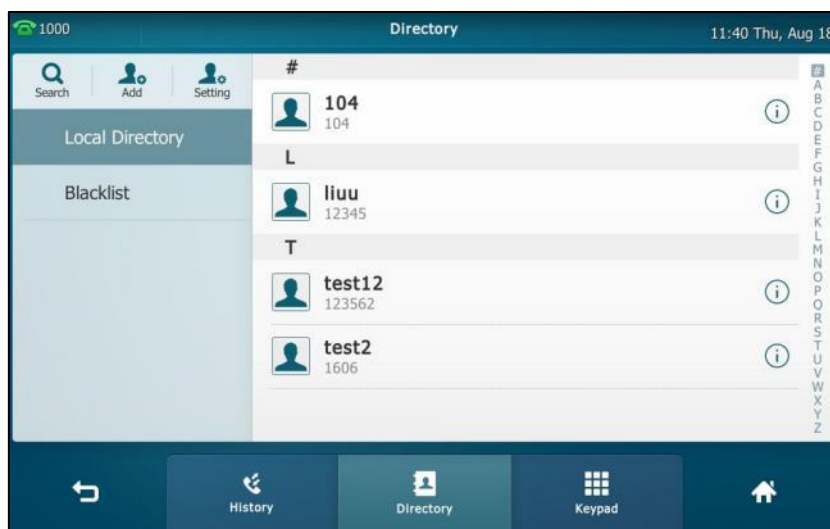 1000
Directory
11:40 Thu, Aug 18
Search Add Setting
Local Directory
Blacklist
#
104
104
L
liuu
12345
T
test12
123562
test2
1606
#
A
B
C
D
E
F
G
H
I
J
K
L
M
N
O
P
Q
R
S
T
U
V
W
X
Y
Z
History
Directory
Keypad